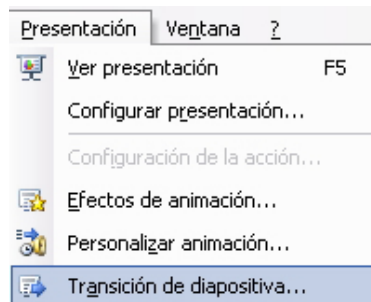 Presentación Ventana ?
Ver presentación F5
Configurar presentación...
Configuración de la acción...
Efectos de animación...
Personalizar animación...
Transición de diapositiva...